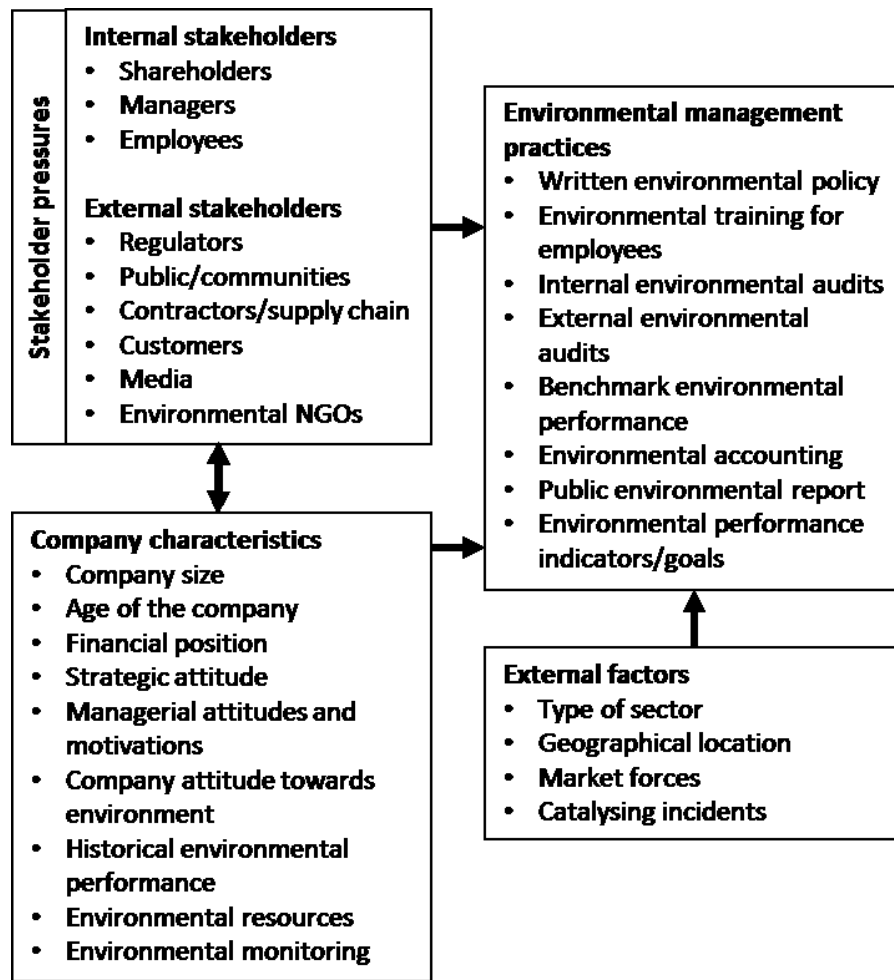 Stakeholder pressures
Internal stakeholders
• Shareholders
• Managers
• Employees
External stakeholders
• Regulators
• Public/communities
• Contractors/supply chain
• Customers
• Media
• Environmental NGOs
Company characteristics
• Company size
• Age of the company
• Financial position
• Strategic attitude
• Managerial attitudes and
motivations
• Company attitude towards
environment
• Historical environmental
performance
• Environmental resources
• Environmental monitoring
Environmental management
practices
• Written environmental policy
• Environmental training for
employees
• Internal environmental audits
• External environmental
audits
• Benchmark environmental
performance
• Environmental accounting
• Public environmental report
• Environmental performance
indicators/goals
External factors
• Type of sector
• Geographical location
• Market forces
• Catalysing incidents